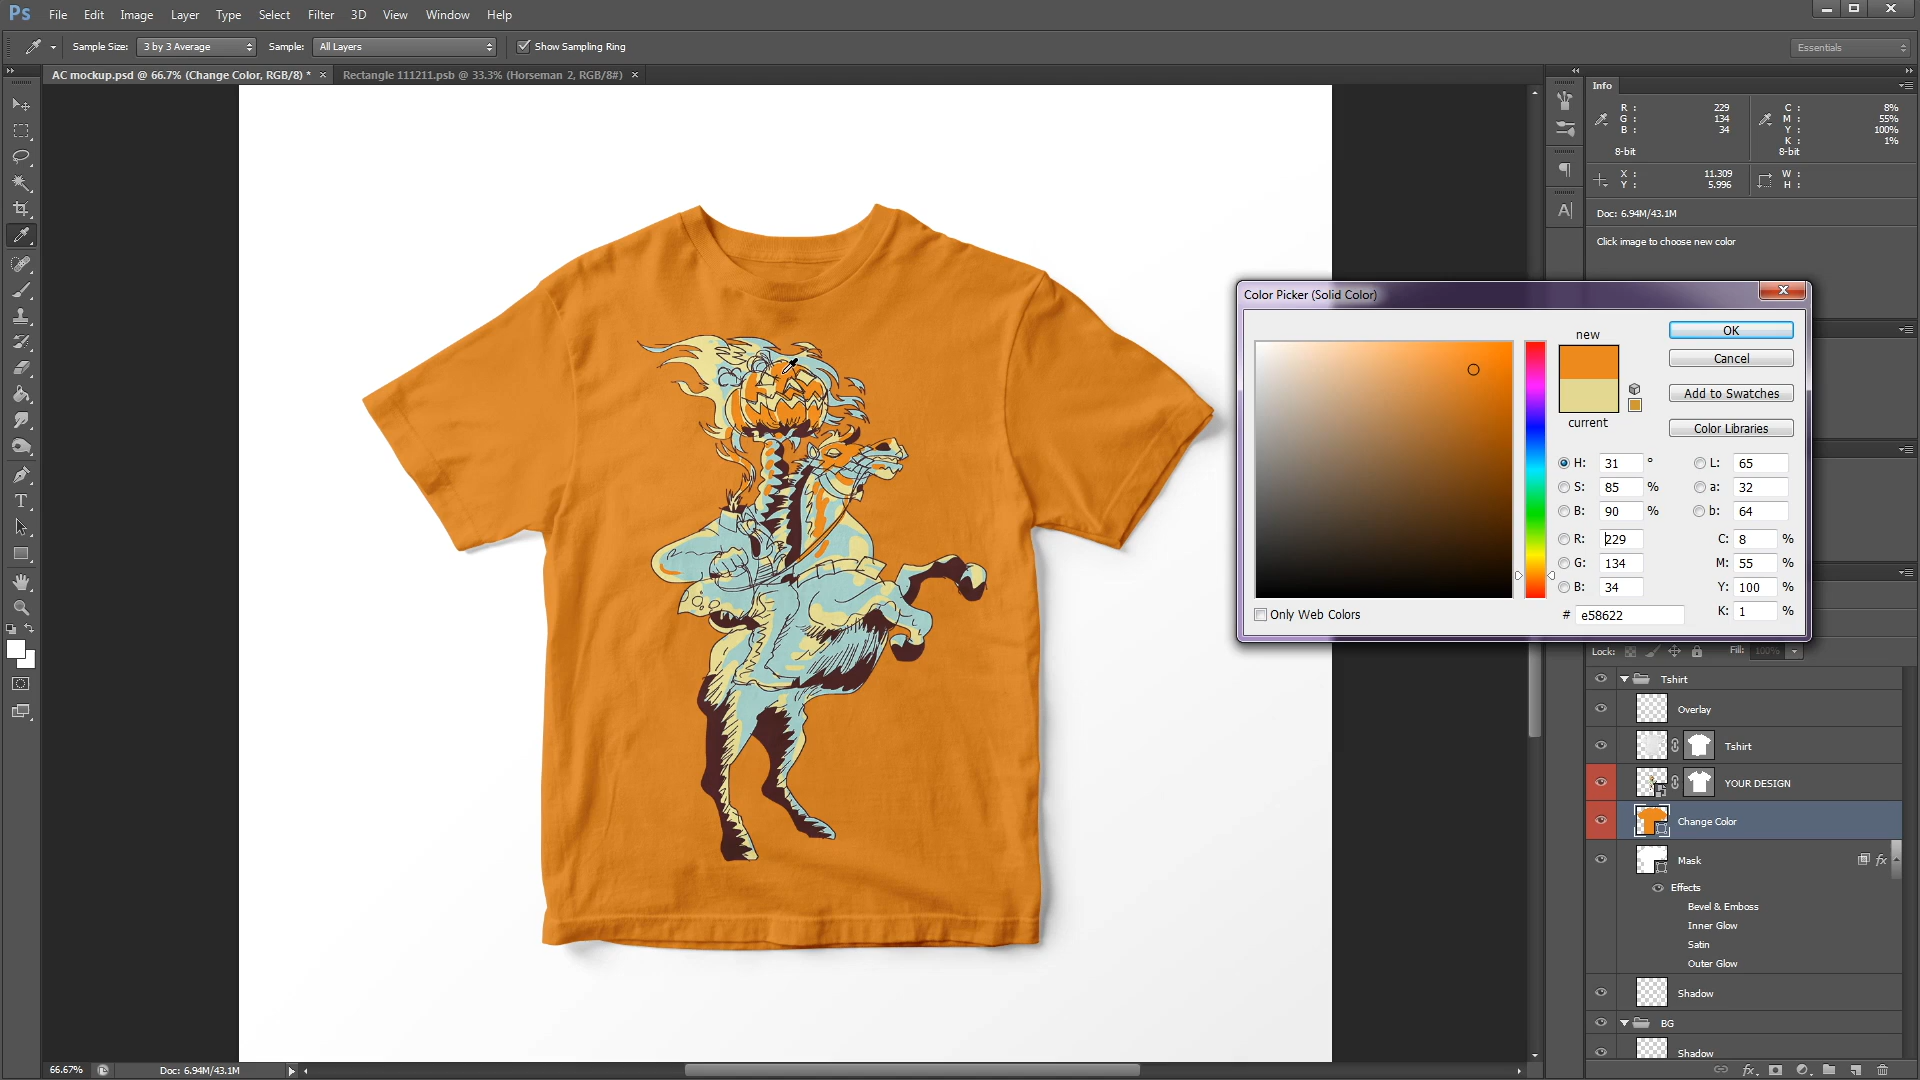 Ps File Edit Image Layer Type Select Filter 3D View Window Help
Sample Size: 3 by 3 Average Sample: All Layers Show Sampling Ring Essentials
AC mockup.psd @ 66.7% (Change Color, RGB/8) * × Rectangle 111211.psb @ 33.3% (Horseman 2, RGB/8#) ×
Info
R : 229 C : 8%
G : 134 M : 55%
B : 34 Y : 100%
K : 1%
8-bit 8-bit
X : 11.309 W :
Y : 5.996 H :
Doc: 6.94M/43.1M
Click image to choose new color
Color Picker (Solid Color)
new
current
OK
Cancel
Add to Swatches
Color Libraries
H: 31 ° L: 65
S: 85 % a: 32
B: 90 % b: 64
R: 229 C: 8 %
G: 134 M: 55 %
B: 34 Y: 100 %
# e58622 K: 1 %
Only Web Colors
Lock: Fill: 100%
Tshirt
Overlay
Tshirt
YOUR DESIGN
Change Color
Mask fx
Effects
Bevel & Emboss
Inner Glow
Satin
Outer Glow
Shadow
BG
Shadow
66.67% Doc: 6.94M/43.1M
fx